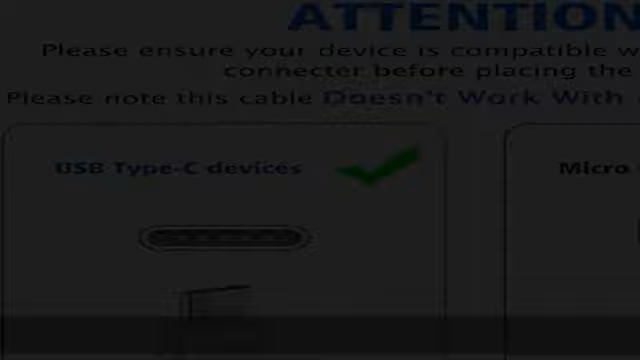 ATTENTION
Please ensure your device is compatible
connecter before placing the
Please note this cable Doesn't Work With
USB Type-C devices
Micro